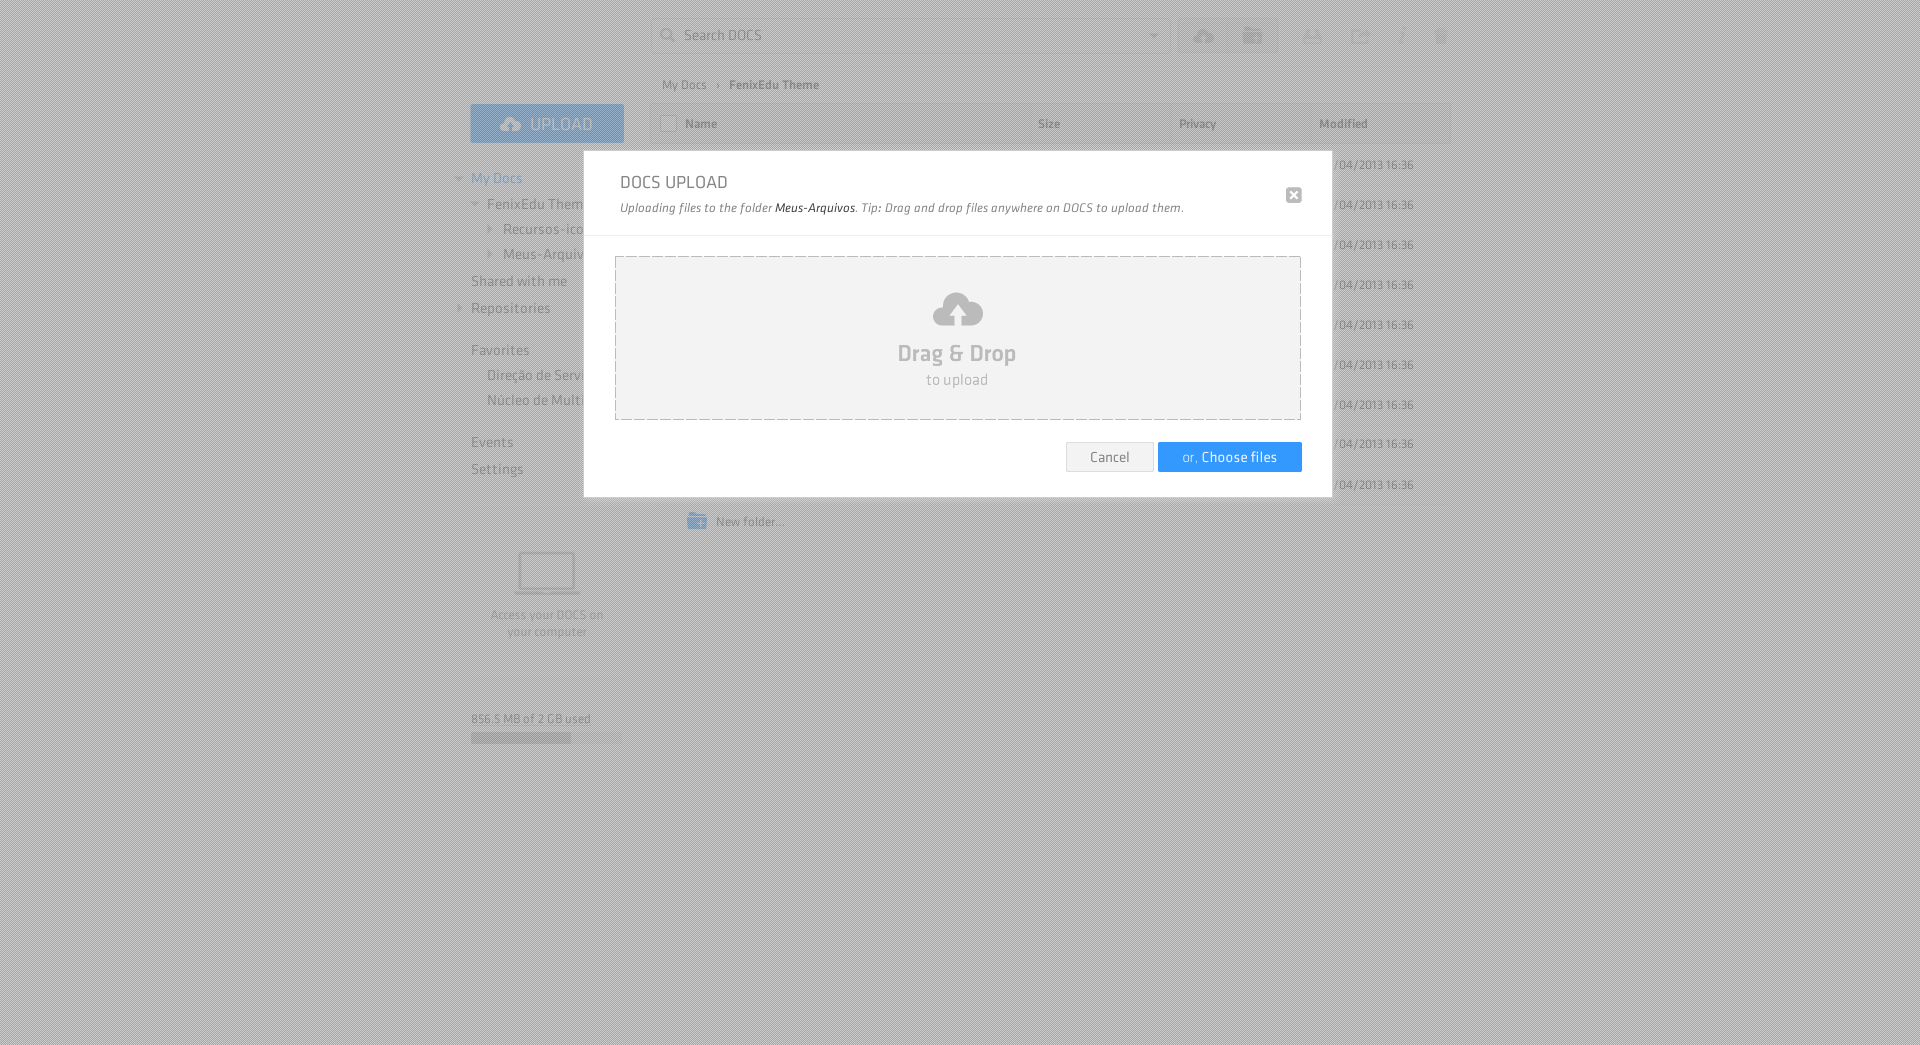 Search DOCS
My Docs › FenixEdu Theme
UPLOAD
Name Size Privacy Modified
DOCS UPLOAD
Uploading files to the folder Meus-Arquivos. Tip: Drag and drop files anywhere on DOCS to upload them.
Drag & Drop
to upload
Cancel
or, Choose files
My Docs
FenixEdu Them
Recursos-ico
Meus-Arquiv
Shared with me
Repositories
Favorites
Direção de Servi
Núcleo de Mult
Events
Settings
/04/2013 16:36
/04/2013 16:36
/04/2013 16:36
/04/2013 16:36
/04/2013 16:36
/04/2013 16:36
/04/2013 16:36
/04/2013 16:36
/04/2013 16:36
New folder...
Access your DOCS on
your computer
856.5 MB of 2 GB used